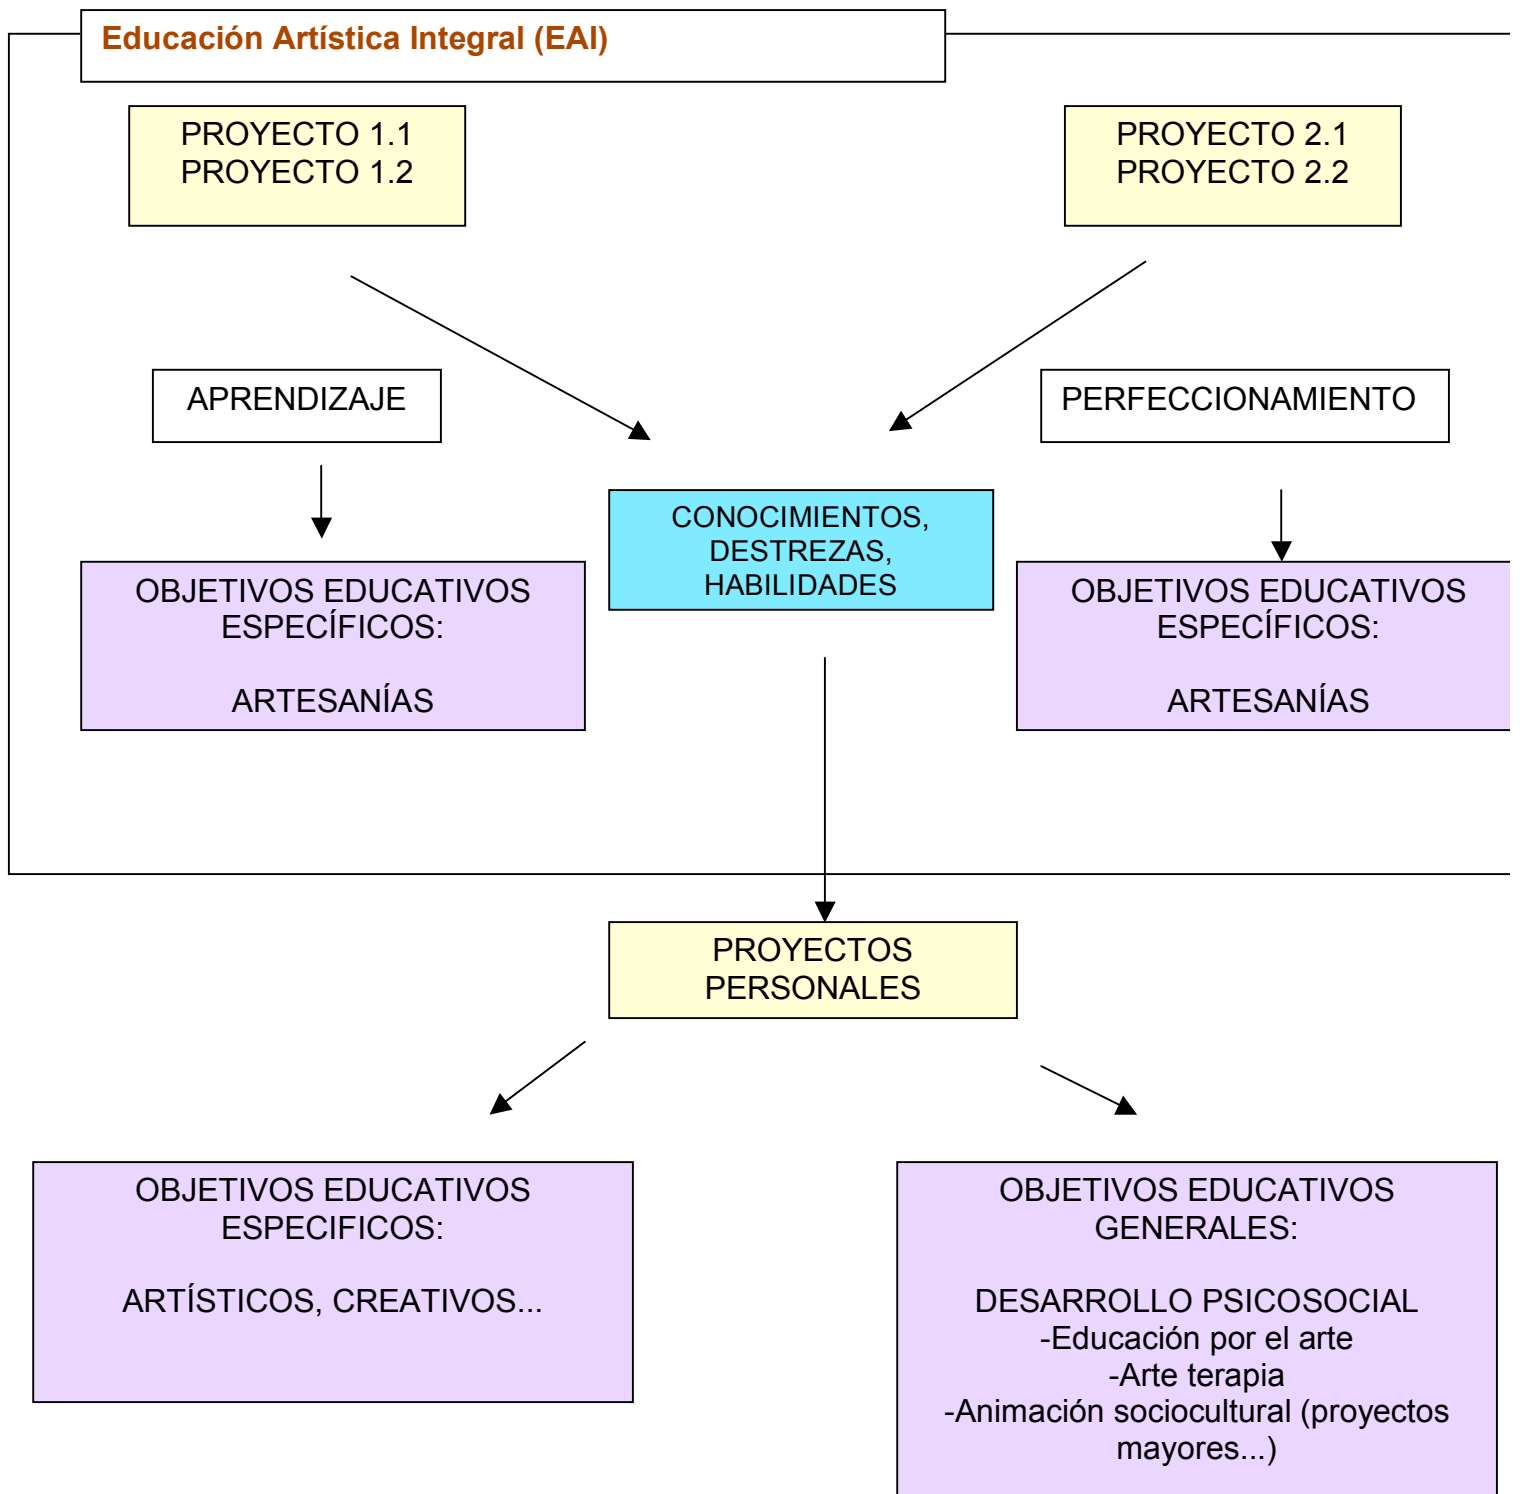 Educación Artística Integral (EAI)
PROYECTO 1.1
PROYECTO 1.2
PROYECTO 2.1
PROYECTO 2.2
APRENDIZAJE
PERFECCIONAMIENTO
CONOCIMIENTOS,
DESTREZAS,
HABILIDADES
OBJETIVOS EDUCATIVOS
ESPECÍFICOS:
ARTESANÍAS
OBJETIVOS EDUCATIVOS
ESPECÍFICOS:
ARTESANÍAS
PROYECTOS
PERSONALES
OBJETIVOS EDUCATIVOS
ESPECIFICOS:
ARTÍSTICOS, CREATIVOS...
OBJETIVOS EDUCATIVOS
GENERALES:
DESARROLLO PSICOSOCIAL
-Educación por el arte
-Arte terapia
-Animación sociocultural (proyectos
mayores...)